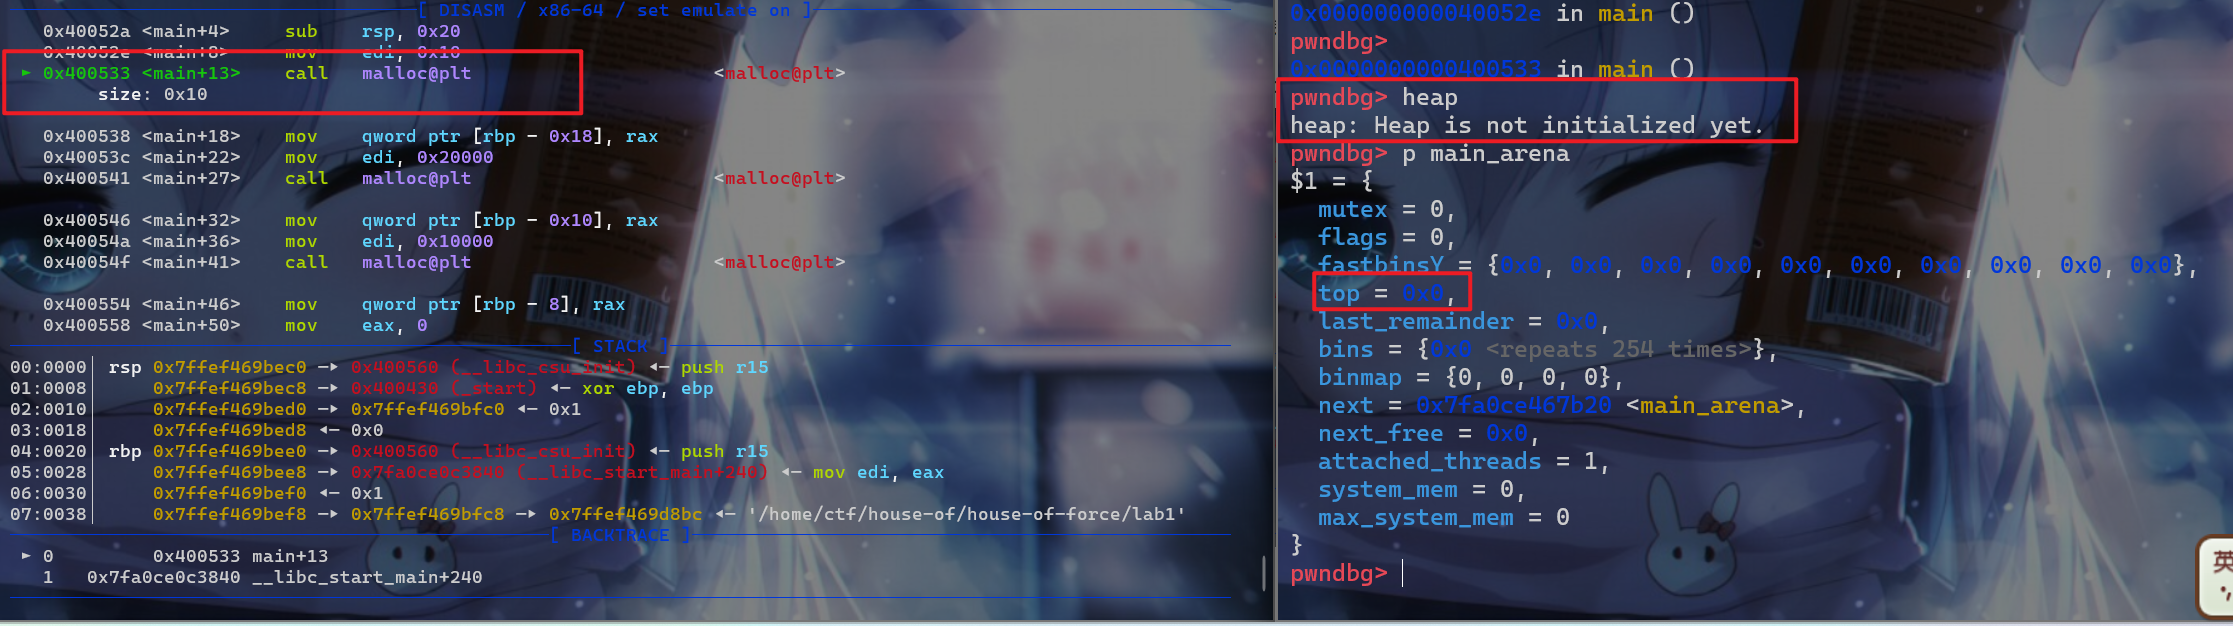 [ DISASM / x86-64 / set emulate on ]
0x40052a <main+4> sub rsp, 0x20
0x40052e <main+8> mov edi, 0x10
► 0x400533 <main+13> call malloc@plt <malloc@plt>
size: 0x10
0x400538 <main+18> mov qword ptr [rbp - 0x18], rax
0x40053c <main+22> mov edi, 0x20000
0x400541 <main+27> call malloc@plt <malloc@plt>
0x400546 <main+32> mov qword ptr [rbp - 0x10], rax
0x40054a <main+36> mov edi, 0x10000
0x40054f <main+41> call malloc@plt <malloc@plt>
0x400554 <main+46> mov qword ptr [rbp - 8], rax
0x400558 <main+50> mov eax, 0
[ STACK ]
00:0000│ rsp 0x7ffef469bec0 —▸ 0x400560 (__libc_csu_init) ◂— push r15
01:0008│ 0x7ffef469bec8 —▸ 0x400430 (_start) ◂— xor ebp, ebp
02:0010│ 0x7ffef469bed0 —▸ 0x7ffef469bfc0 ◂— 0x1
03:0018│ 0x7ffef469bed8 ◂— 0x0
04:0020│ rbp 0x7ffef469bee0 —▸ 0x400560 (__libc_csu_init) ◂— push r15
05:0028│ 0x7ffef469bee8 —▸ 0x7fa0ce0c3840 (__libc_start_main+240) ◂— mov edi, eax
06:0030│ 0x7ffef469bef0 ◂— 0x1
07:0038│ 0x7ffef469bef8 —▸ 0x7ffef469bfc8 —▸ 0x7ffef469d8bc ◂— '/home/ctf/house-of/house-of-force/lab1'
[ BACKTRACE ]
► 0 0x400533 main+13
1 0x7fa0ce0c3840 __libc_start_main+240
0x000000000040052e in main ()
pwndbg>
0x0000000000400533 in main ()
pwndbg> heap
heap: Heap is not initialized yet.
pwndbg> p main_arena
$1 = {
mutex = 0,
flags = 0,
fastbinsY = {0x0, 0x0, 0x0, 0x0, 0x0, 0x0, 0x0, 0x0, 0x0, 0x0},
top = 0x0,
last_remainder = 0x0,
bins = {0x0 <repeats 254 times>},
binmap = {0, 0, 0, 0},
next = 0x7fa0ce467b20 <main_arena>,
next_free = 0x0,
attached_threads = 1,
system_mem = 0,
max_system_mem = 0
}
pwndbg>
英